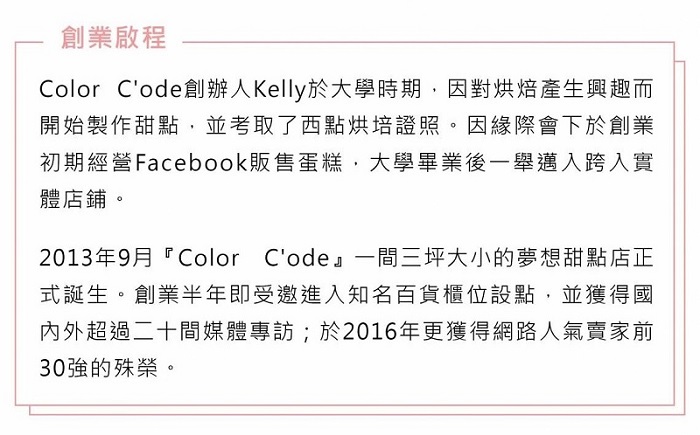 創業啟程
Color C'ode創辦人Kelly於大學時期，因對烘焙產生興趣而
開始製作甜點，並考取了西點烘培證照。因緣際會下於創業
初期經營Facebook販售蛋糕，大學畢業後一舉邁入跨入實
體店鋪。
2013年9月『Color C'ode』一間三坪大小的夢想甜點店正
式誕生。創業半年即受邀進入知名百貨櫃位設點，並獲得國
內外超過二十間媒體專訪；於2016年更獲得網路人氣賣家前
30強的殊榮。